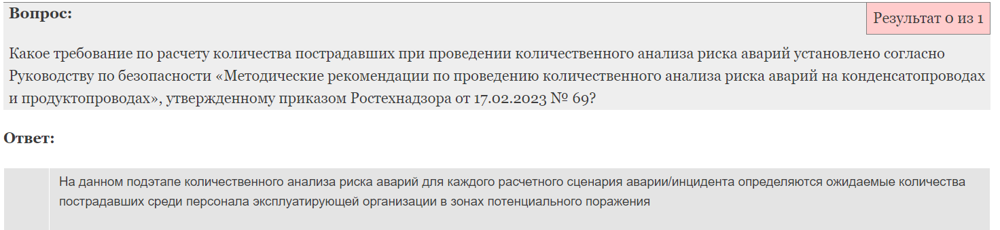 Вопрос:
Результат 0 из 1
Какое требование по расчету количества пострадавших при проведении количественного анализа риска аварий установлено согласно
Руководству по безопасности «Методические рекомендации по проведению количественного анализа риска аварий на конденсатопроводах
и продуктопроводах», утвержденному приказом Ростехнадзора от 17.02.2023 № 69?
Ответ:
На данном подэтапе количественного анализа риска аварий для каждого расчетного сценария аварии/инцидента определяются ожидаемые количества
пострадавших среди персонала эксплуатирующей организации в зонах потенциального поражения